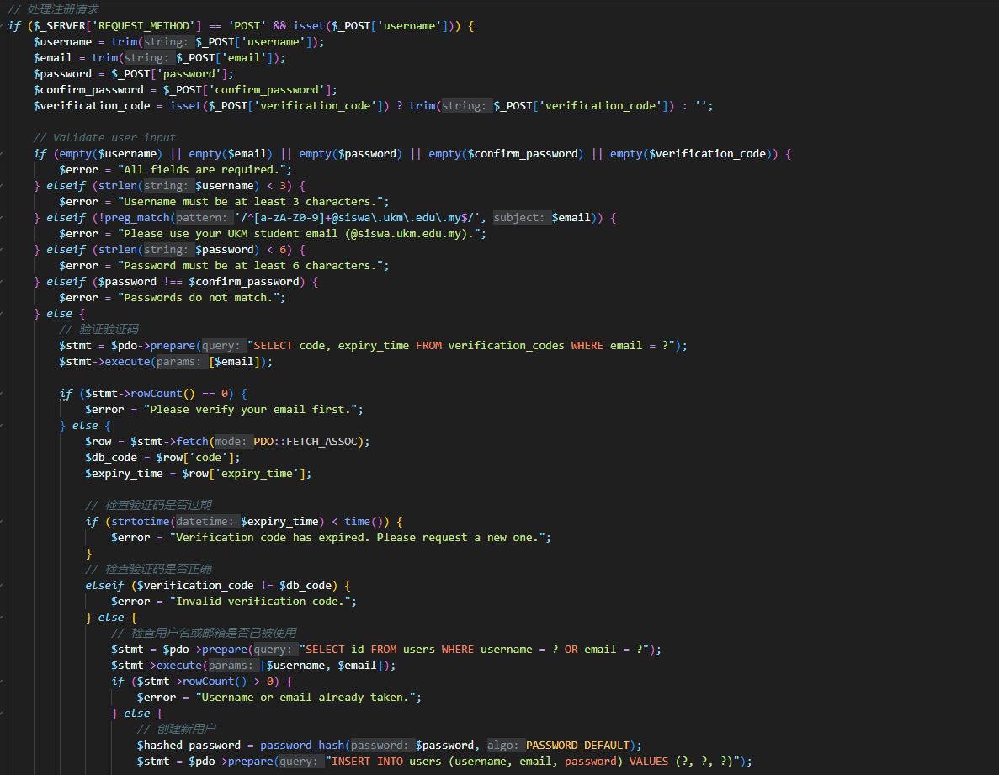 // 处理注册请求
if ($_SERVER['REQUEST_METHOD'] == 'POST' && isset($_POST['username'])) {
    $username = trim(string: $_POST['username']);
    $email = trim(string: $_POST['email']);
    $password = $_POST['password'];
    $confirm_password = $_POST['confirm_password'];
    $verification_code = isset($_POST['verification_code']) ? trim(string: $_POST['verification_code']) : '';

    // Validate user input
    if (empty($username) || empty($email) || empty($password) || empty($confirm_password) || empty($verification_code)) {
        $error = "All fields are required.";
    } elseif (strlen(string: $username) < 3) {
        $error = "Username must be at least 3 characters.";
    } elseif (!preg_match(pattern: '/^[a-zA-Z0-9]+@siswa\.ukm\.edu\.my$/', subject: $email)) {
        $error = "Please use your UKM student email (@siswa.ukm.edu.my).";
    } elseif (strlen(string: $password) < 6) {
        $error = "Password must be at least 6 characters.";
    } elseif ($password !== $confirm_password) {
        $error = "Passwords do not match.";
    } else {
        // 验证验证码
        $stmt = $pdo->prepare(query: "SELECT code, expiry_time FROM verification_codes WHERE email = ?");
        $stmt->execute(params: [$email]);

        if ($stmt->rowCount() == 0) {
            $error = "Please verify your email first.";
        } else {
            $row = $stmt->fetch(mode: PDO::FETCH_ASSOC);
            $db_code = $row['code'];
            $expiry_time = $row['expiry_time'];

            // 检查验证码是否过期
            if (strtotime(datetime: $expiry_time) < time()) {
                $error = "Verification code has expired. Please request a new one.";
            }
            // 检查验证码是否正确
            elseif ($verification_code != $db_code) {
                $error = "Invalid verification code.";
            } else {
                // 检查用户名或邮箱是否已被使用
                $stmt = $pdo->prepare(query: "SELECT id FROM users WHERE username = ? OR email = ?");
                $stmt->execute(params: [$username, $email]);
                if ($stmt->rowCount() > 0) {
                    $error = "Username or email already taken.";
                } else {
                    // 创建新用户
                    $hashed_password = password_hash(password: $password, algo: PASSWORD_DEFAULT);
                    $stmt = $pdo->prepare(query: "INSERT INTO users (username, email, password) VALUES (?, ?, ?)");